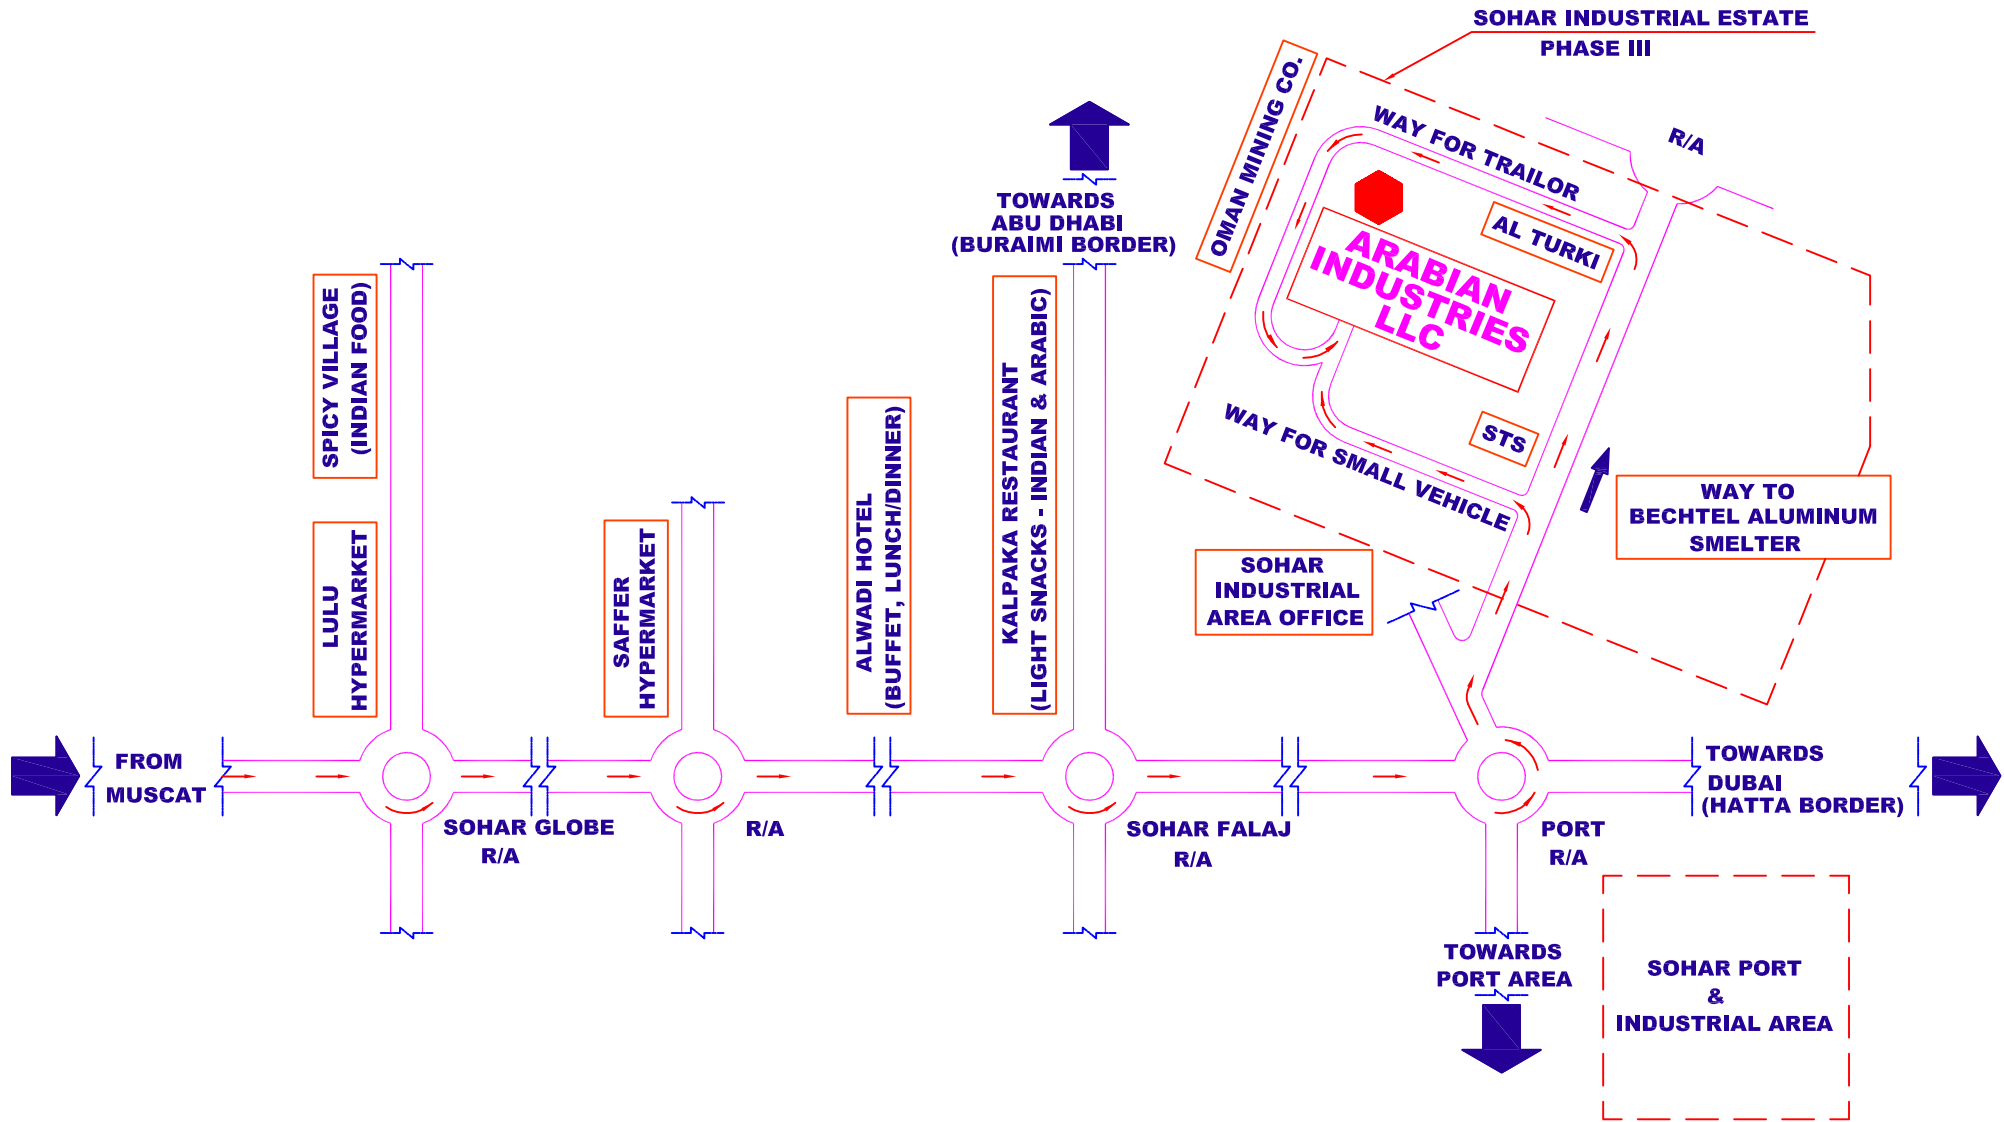 SOHAR INDUSTRIAL ESTATE
PHASE III
OMAN MINING CO.
WAY FOR TRAILOR
R/A
AL TURKI
ARABIAN
INDUSTRIES
LLC
STS
WAY FOR SMALL VEHICLE
WAY TO
BECHTEL ALUMINUM
SMELTER
SOHAR
INDUSTRIAL
AREA OFFICE
TOWARDS
ABU DHABI
(BURAIMI BORDER)
SPICY VILLAGE
(INDIAN FOOD)
LULU
HYPERMARKET
SAFFER
HYPERMARKET
ALWADI HOTEL
(BUFFET, LUNCH/DINNER)
KALPAKA RESTAURANT
(LIGHT SNACKS - INDIAN & ARABIC)
FROM
MUSCAT
SOHAR GLOBE
R/A
R/A
SOHAR FALAJ
R/A
PORT
R/A
TOWARDS
DUBAI
(HATTA BORDER)
TOWARDS
PORT AREA
SOHAR PORT
&
INDUSTRIAL AREA